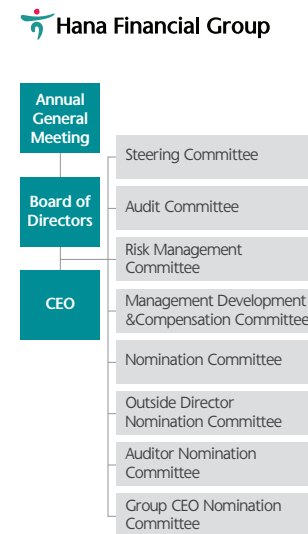 Hana Financial Group
Annual
General
Meeting
Board of
Directors
CEO
Steering Committee
Audit Committee
Risk Management
Committee
Management Development
&Compensation Committee
Nomination Committee
Outside Director
Nomination Committee
Auditor Nomination
Committee
Group CEO Nomination
Committee